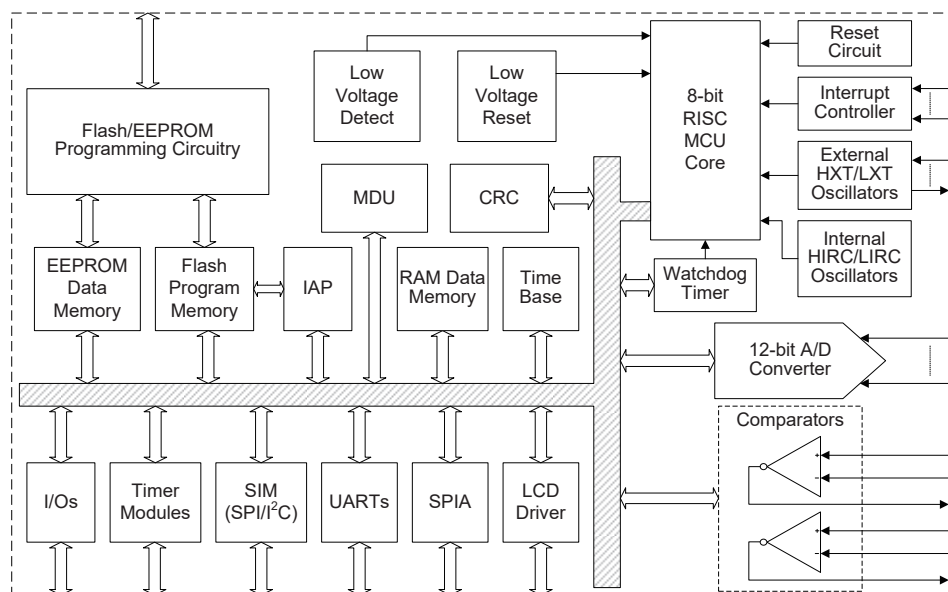 Low
Voltage
Detect
Low
Voltage
Reset
8-bit
RISC
MCU
Core
Reset
Circuit
Interrupt
Controller
External
HXT/LXT
Oscillators
Internal
HIRC/LIRC
Oscillators
Flash/EEPROM
Programming Circuitry
MDU
CRC
EEPROM
Data
Memory
Flash
Program
Memory
IAP
RAM Data
Memory
Time
Base
Watchdog
Timer
12-bit A/D
Converter
Comparators
+
-
+
-
I/Os
Timer
Modules
SIM
(SPI/I²C)
UARTs
SPIA
LCD
Driver